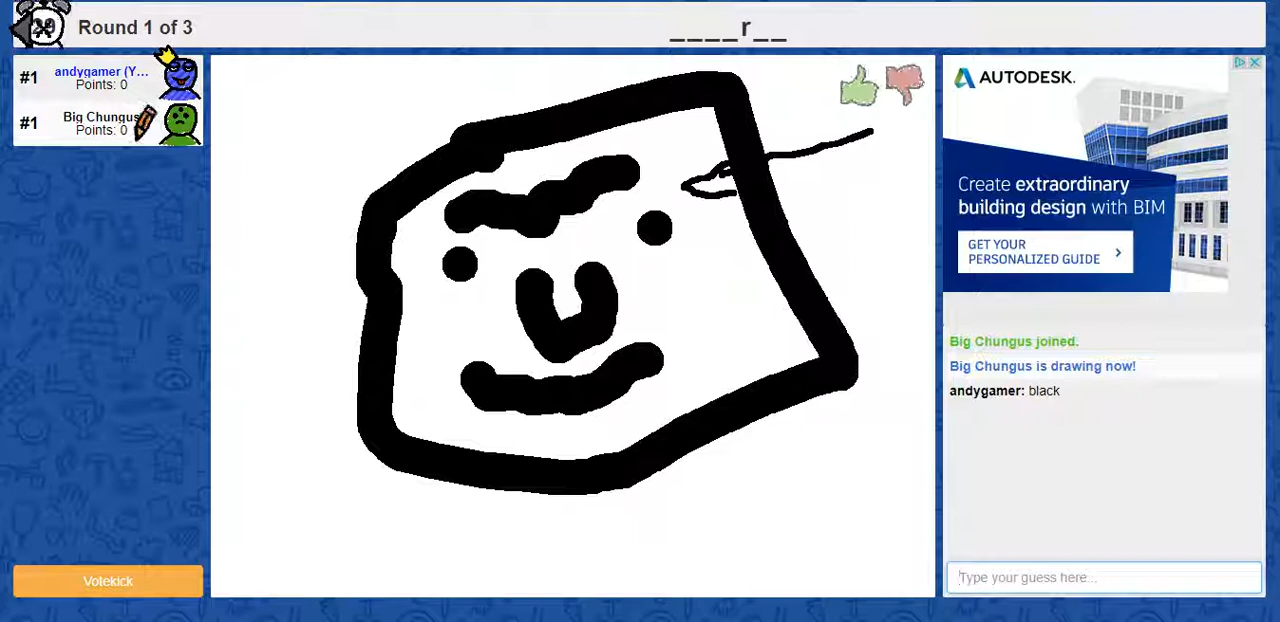 Round 1 of 3
____r__
#1
andygamer (Y...
Points: 0
#1
Big Chungus
Points: 0
AUTODESK.
Create extraordinary
building design with BIM
GET YOUR
PERSONALIZED GUIDE
Big Chungus joined.
Big Chungus is drawing now!
andygamer: black
Votekick
Type your guess here...